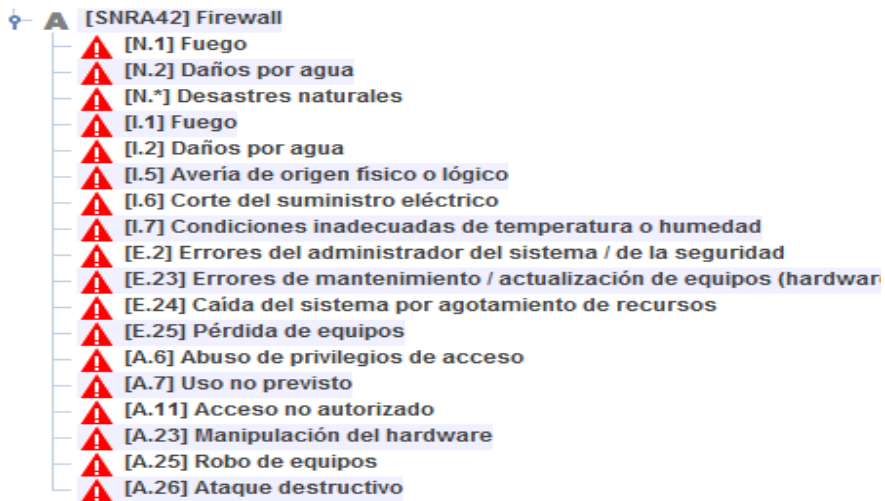 A [SNRA42] Firewall
[N.1] Fuego
[N.2] Daños por agua
[N.*] Desastres naturales
[I.1] Fuego
[I.2] Daños por agua
[I.5] Avería de origen físico o lógico
[I.6] Corte del suministro eléctrico
[I.7] Condiciones inadecuadas de temperatura o humedad
[E.2] Errores del administrador del sistema / de la seguridad
[E.23] Errores de mantenimiento / actualización de equipos (hardware
[E.24] Caída del sistema por agotamiento de recursos
[E.25] Pérdida de equipos
[A.6] Abuso de privilegios de acceso
[A.7] Uso no previsto
[A.11] Acceso no autorizado
[A.23] Manipulación del hardware
[A.25] Robo de equipos
[A.26] Ataque destructivo